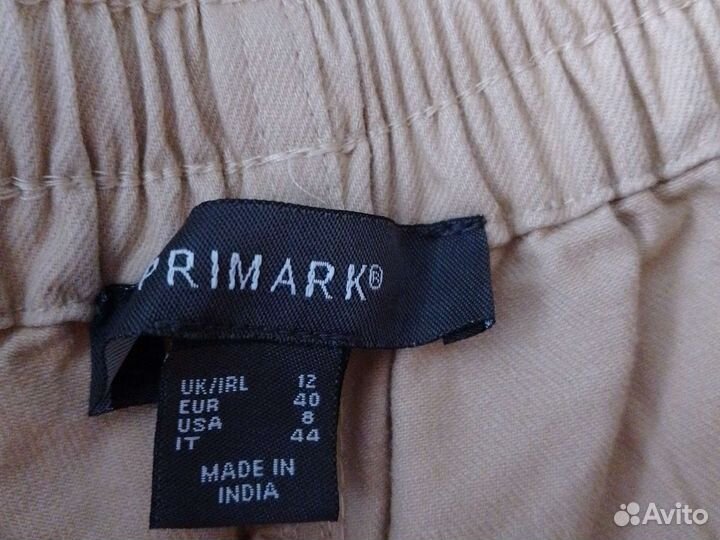 PRIMARK®
UK/IRL 12
EUR 40
USA 8
IT 44
MADE IN
INDIA
Avito